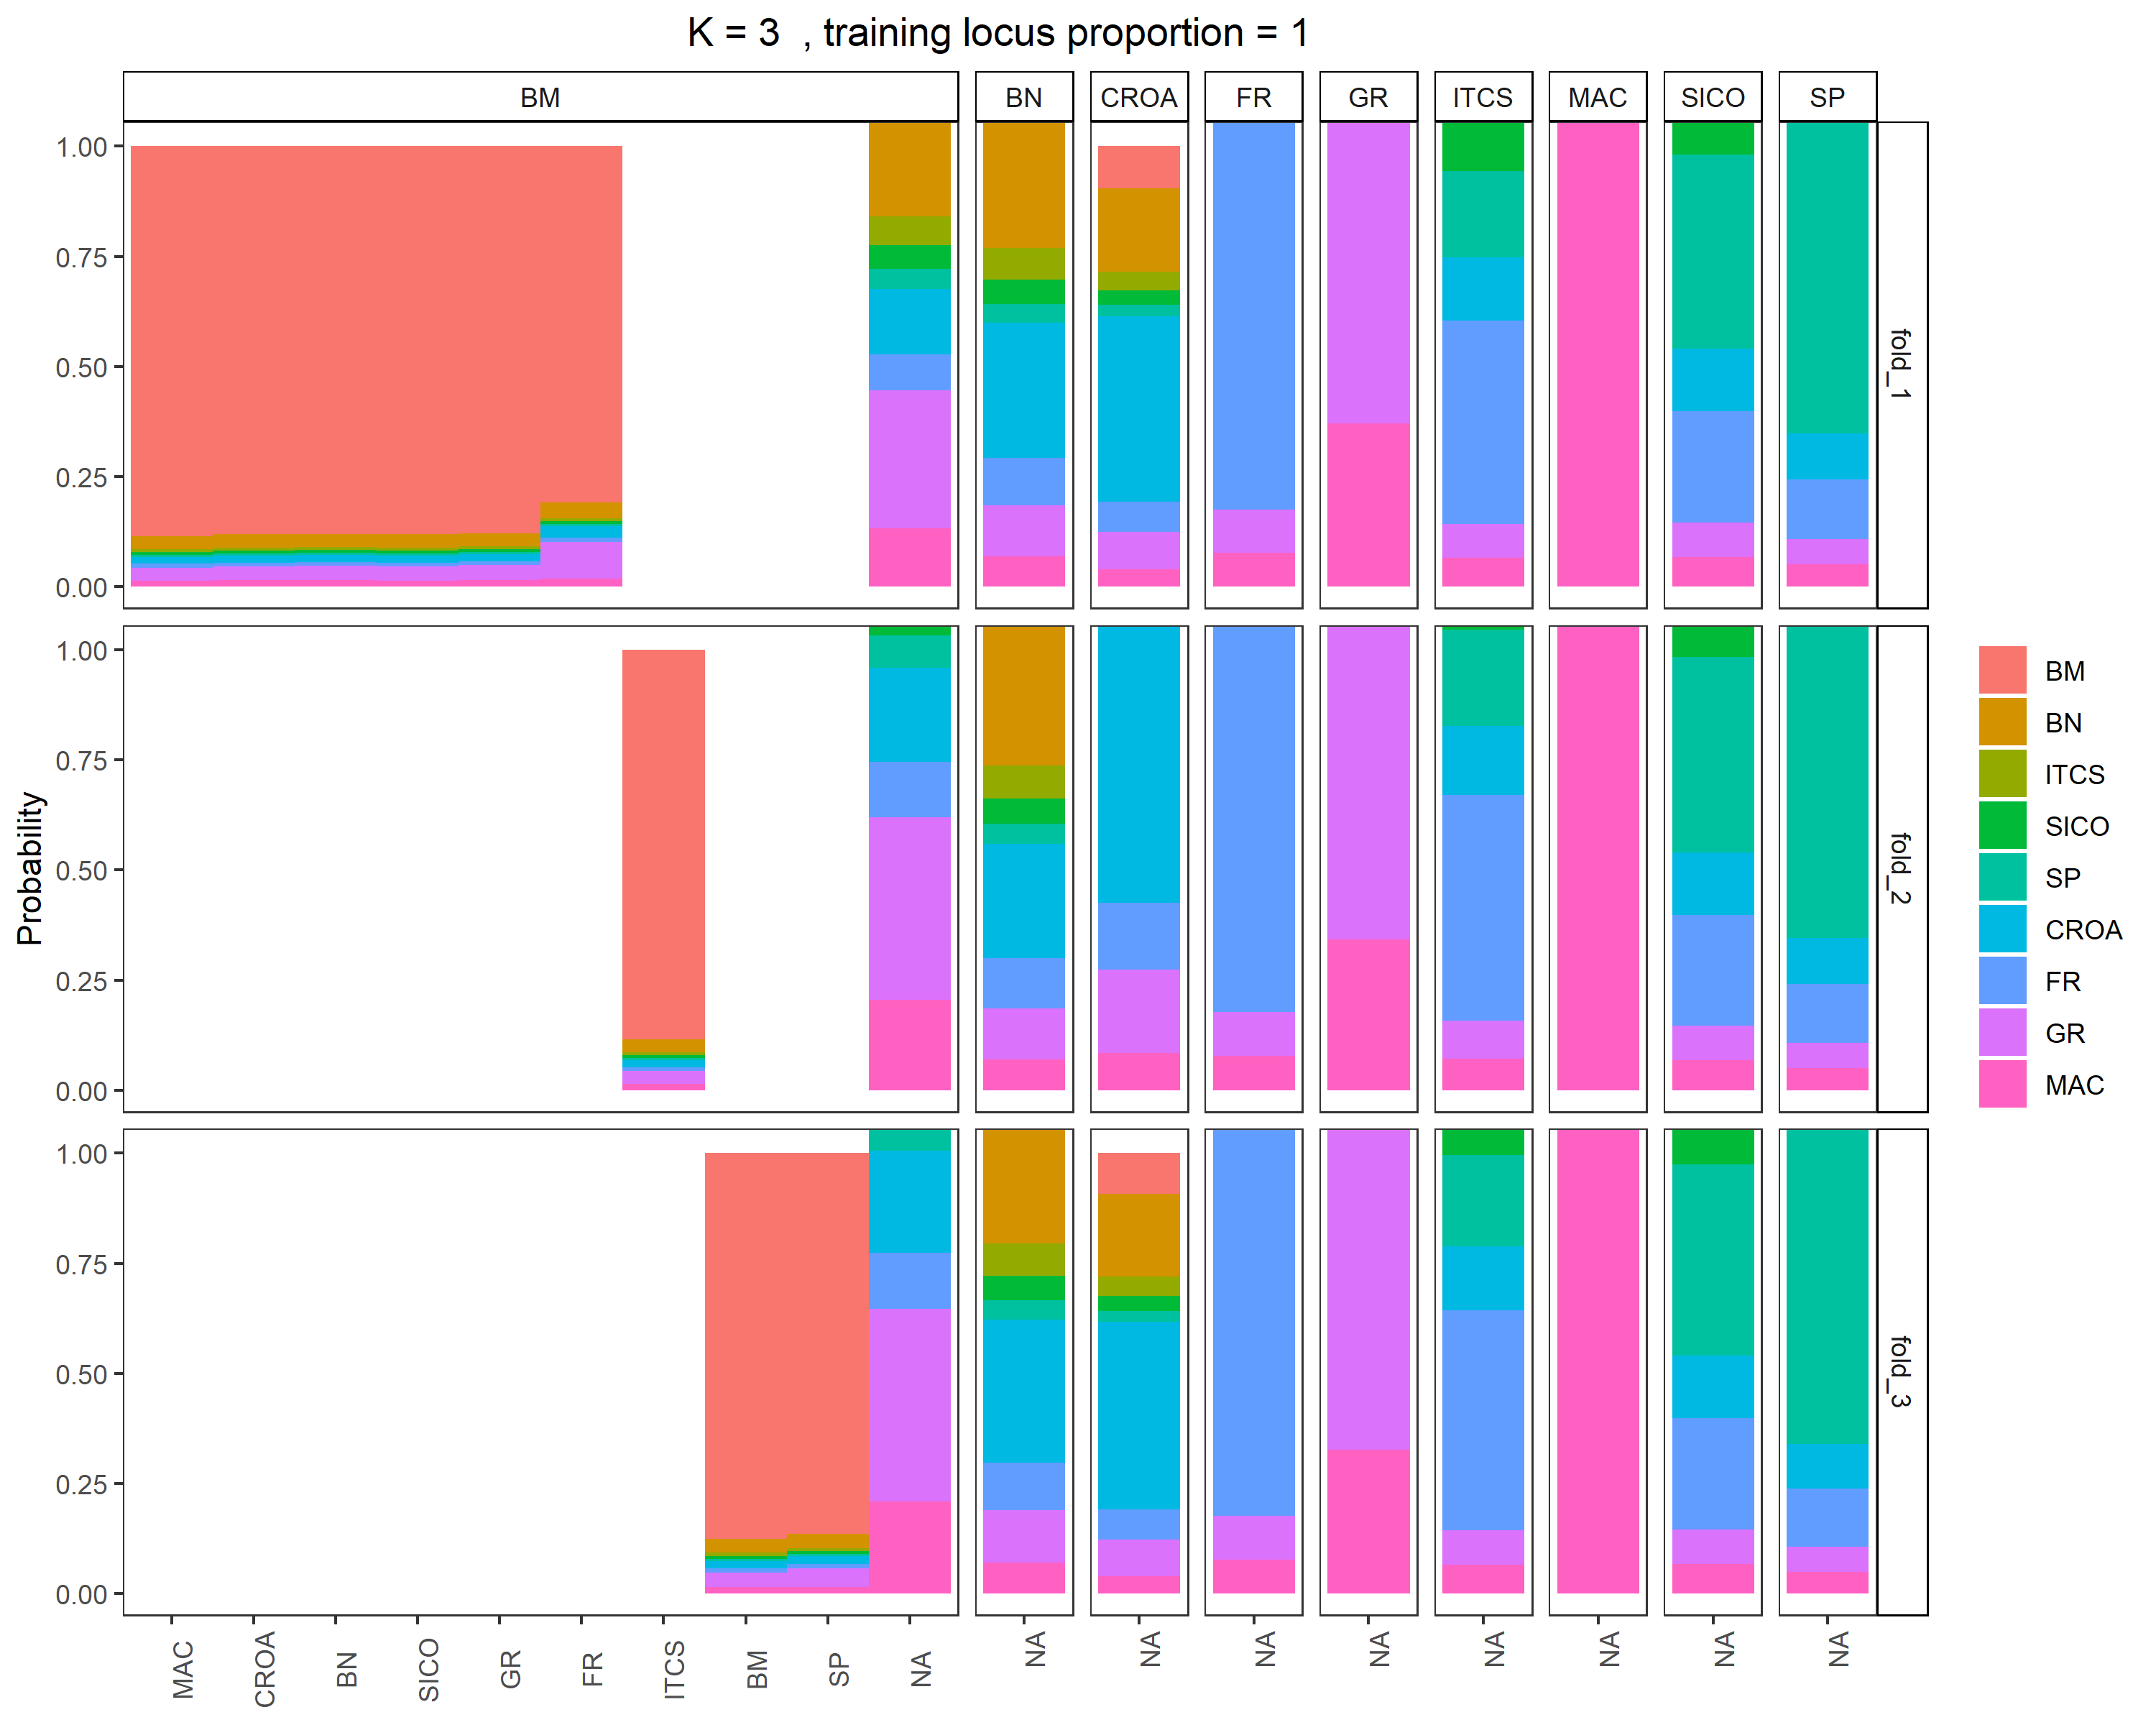 K = 3 , training locus proportion = 1
BM BN CROA FR GR ITCS MAC SICO SP
1.00
0.75
0.50
0.25
0.00
fold_1
1.00
0.75
0.50
0.25
0.00
fold_2
1.00
0.75
0.50
0.25
0.00
fold_3
Probability
MAC CROA BN SICO GR FR ITCS BM SP NA NA NA NA NA NA NA NA NA
BM
BN
ITCS
SICO
SP
CROA
FR
GR
MAC